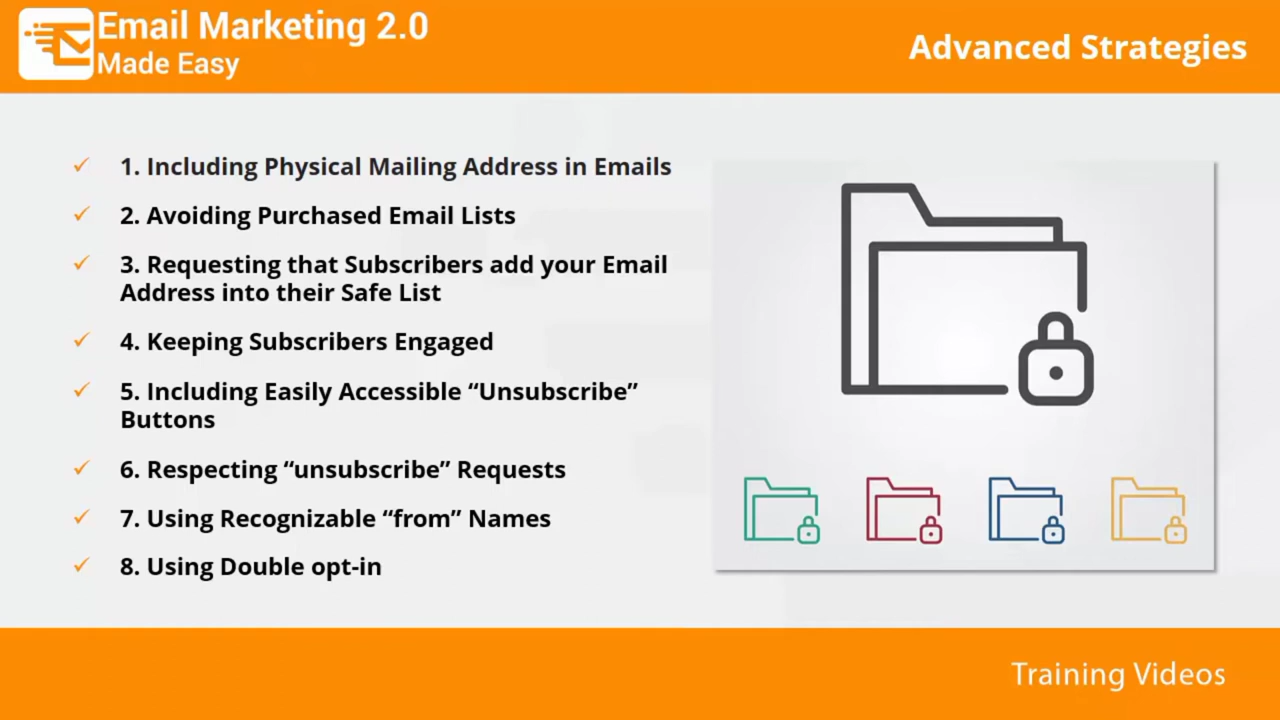 Email Marketing 2.0
Made Easy
Advanced Strategies
1. Including Physical Mailing Address in Emails
2. Avoiding Purchased Email Lists
3. Requesting that Subscribers add your Email
Address into their Safe List
4. Keeping Subscribers Engaged
5. Including Easily Accessible “Unsubscribe”
Buttons
6. Respecting “unsubscribe” Requests
7. Using Recognizable “from” Names
8. Using Double opt-in
Training Videos